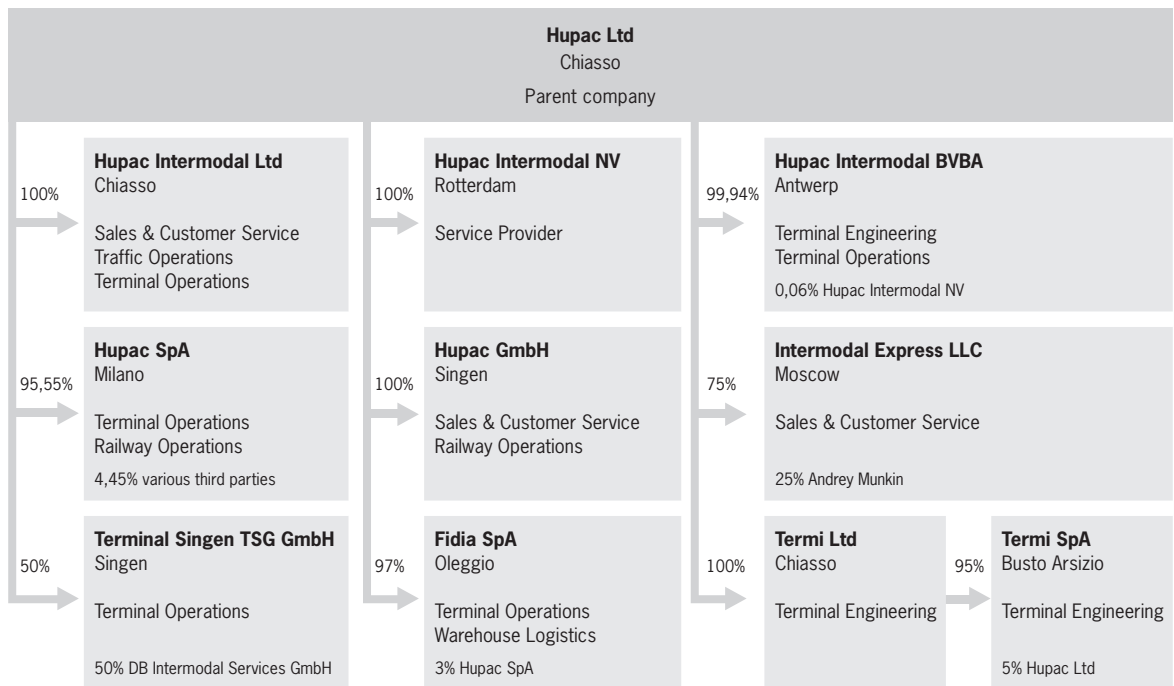 Hupac Ltd
Chiasso
Parent company
100%
Hupac Intermodal Ltd
Chiasso
Sales & Customer Service
Traffic Operations
Terminal Operations
100%
Hupac Intermodal NV
Rotterdam
Service Provider
99,94%
Hupac Intermodal BVBA
Antwerp
Terminal Engineering
Terminal Operations
0,06% Hupac Intermodal NV
95,55%
Hupac SpA
Milano
Terminal Operations
Railway Operations
4,45% various third parties
100%
Hupac GmbH
Singen
Sales & Customer Service
Railway Operations
75%
Intermodal Express LLC
Moscow
Sales & Customer Service
25% Andrey Munkin
50%
Terminal Singen TSG GmbH
Singen
Terminal Operations
50% DB Intermodal Services GmbH
97%
Fidia SpA
Oleggio
Terminal Operations
Warehouse Logistics
3% Hupac SpA
100%
Termi Ltd
Chiasso
Terminal Engineering
95%
Termi SpA
Busto Arsizio
Terminal Engineering
5% Hupac Ltd